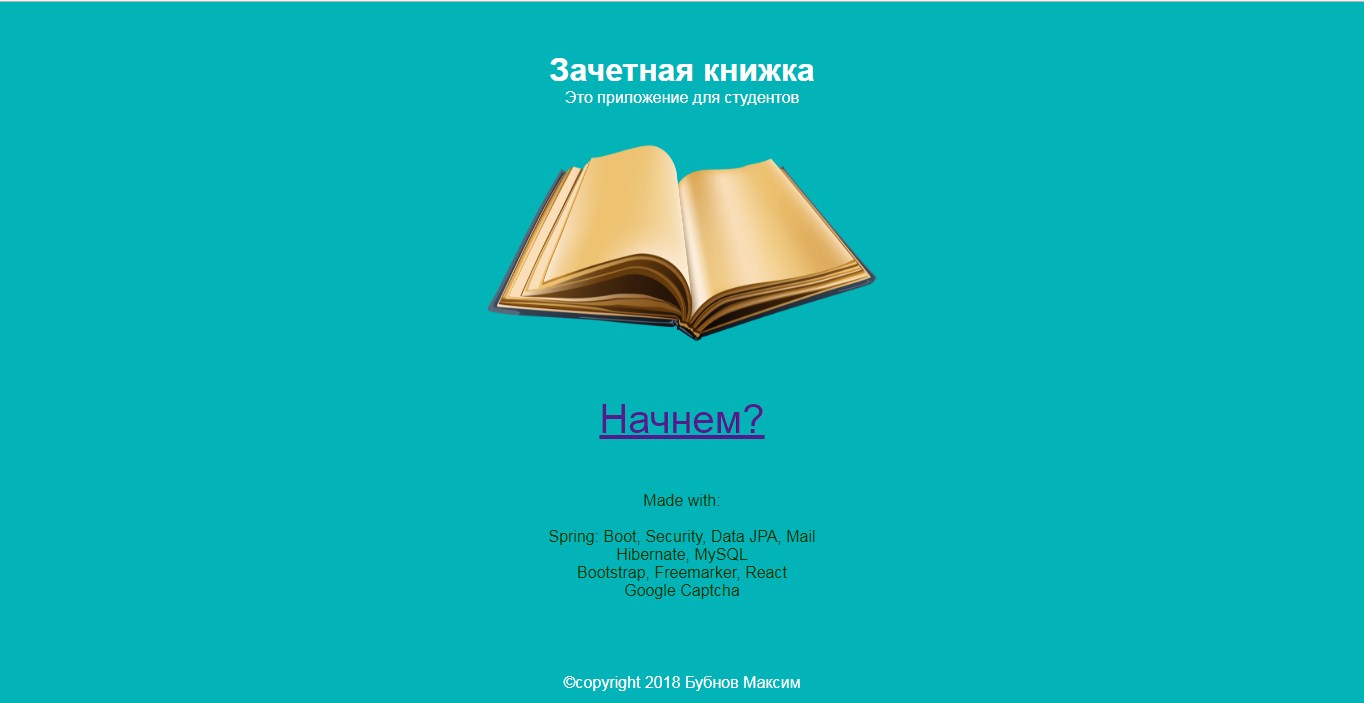 Зачетная книжка
Это приложение для студентов
Начнем?
Made with:
Spring: Boot, Security, Data JPA, Mail
Hibernate, MySQL
Bootstrap, Freemarker, React
Google Captcha
©copyright 2018 Бубнов Максим